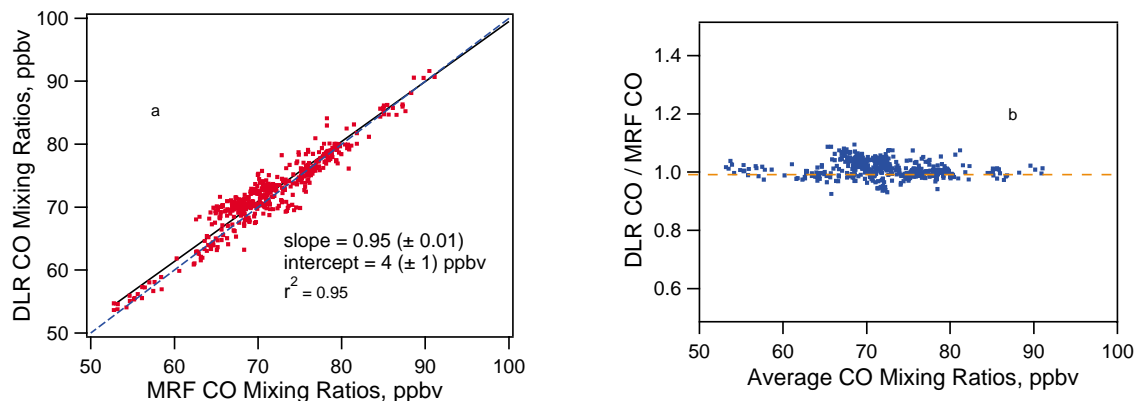 DLR CO Mixing Ratios, ppbv
100
90
80
70
60
50
a
slope = 0.95 (± 0.01)
intercept = 4 (± 1) ppbv
r² = 0.95
50 60 70 80 90 100
MRF CO Mixing Ratios, ppbv
DLR CO / MRF CO
1.4
1.2
1.0
0.8
0.6
b
50 60 70 80 90 100
Average CO Mixing Ratios, ppbv